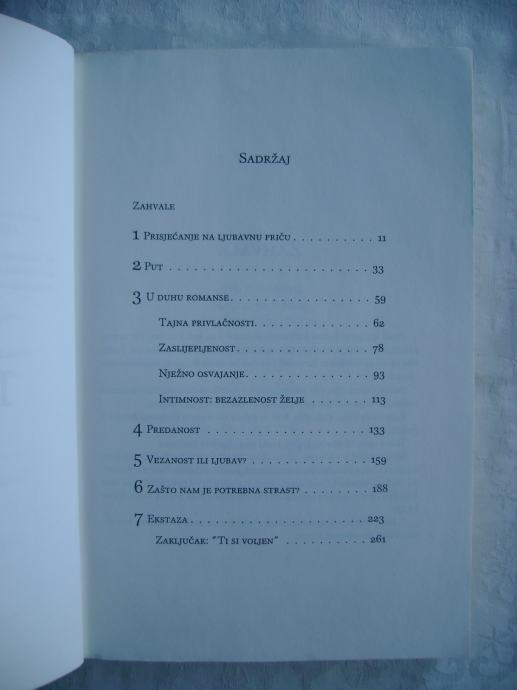 Sadržaj
Zahvale
1 Prisjećanje na ljubavnu priču . . . . . . . . . . 11
2 Put . . . . . . . . . . . . . . . . . . . . . . . . 33
3 U duhu romanse . . . . . . . . . . . . . . . . . 59
Tajna privlačnosti . . . . . . . . . . . . . . 62
Zaslijepljenost . . . . . . . . . . . . . . . . 78
Nježno osvajanje . . . . . . . . . . . . . . . 93
Intimnost: bezazlenost želje . . . . . . . 113
4 Predanost . . . . . . . . . . . . . . . . . . . . 133
5 Vezanost ili ljubav? . . . . . . . . . . . . . . 159
6 Zašto nam je potrebna strast? . . . . . . . . 188
7 Ekstaza . . . . . . . . . . . . . . . . . . . . . 223
Zaključak: "Ti si voljen" . . . . . . . . . . 261